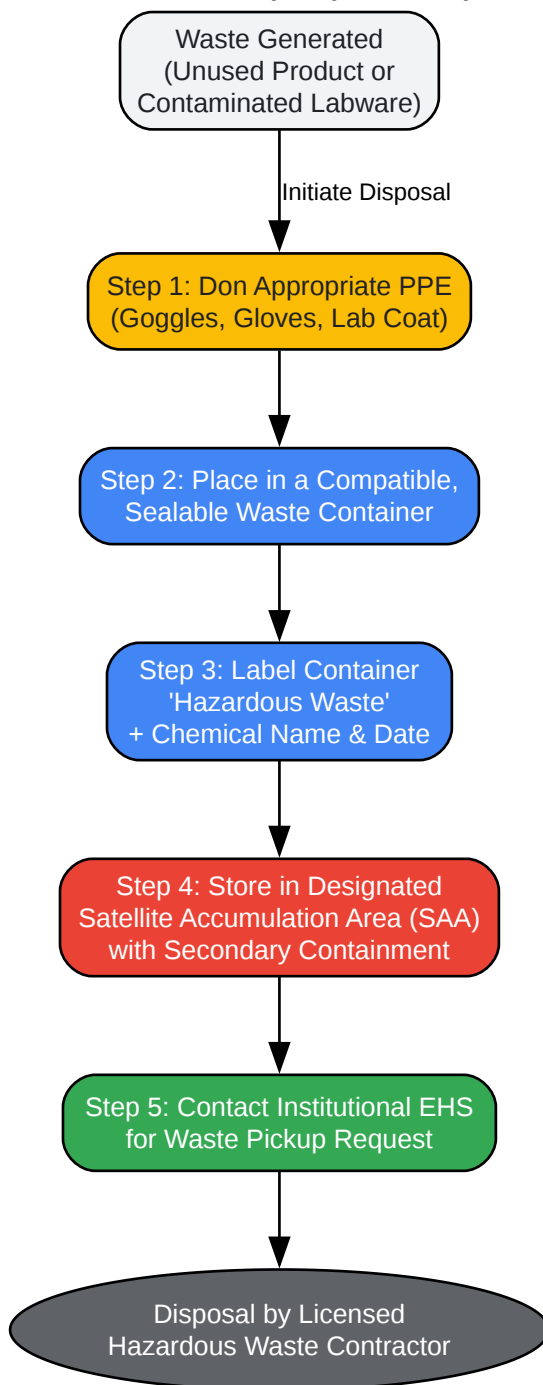 Waste Generated
(Unused Product or
Contaminated Labware)
Initiate Disposal
Step 1: Don Appropriate PPE
(Goggles, Gloves, Lab Coat)
Step 2: Place in a Compatible,
Sealable Waste Container
Step 3: Label Container
'Hazardous Waste'
+ Chemical Name & Date
Step 4: Store in Designated
Satellite Accumulation Area (SAA)
with Secondary Containment
Step 5: Contact Institutional EHS
for Waste Pickup Request
Disposal by Licensed
Hazardous Waste Contractor